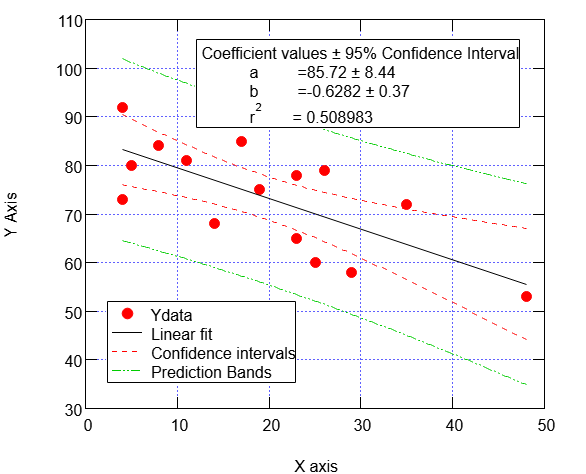 110
100
90
80
70
60
50
40
30
Y Axis
Coefficient values ± 95% Confidence Interval
a =85.72 ± 8.44
b =-0.6282 ± 0.37
r² = 0.508983
Ydata
Linear fit
Confidence intervals
Prediction Bands
0 10 20 30 40 50
X axis